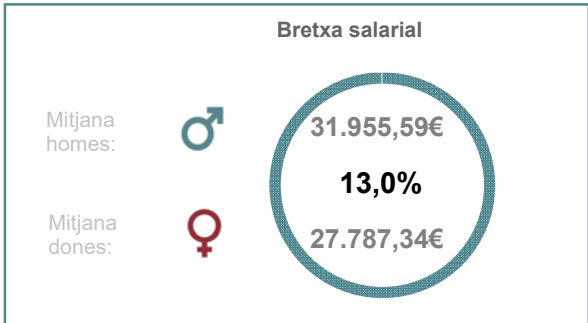 Bretxa salarial
Mitjana
homes:
31.955,59€
13,0%
Mitjana
dones:
27.787,34€